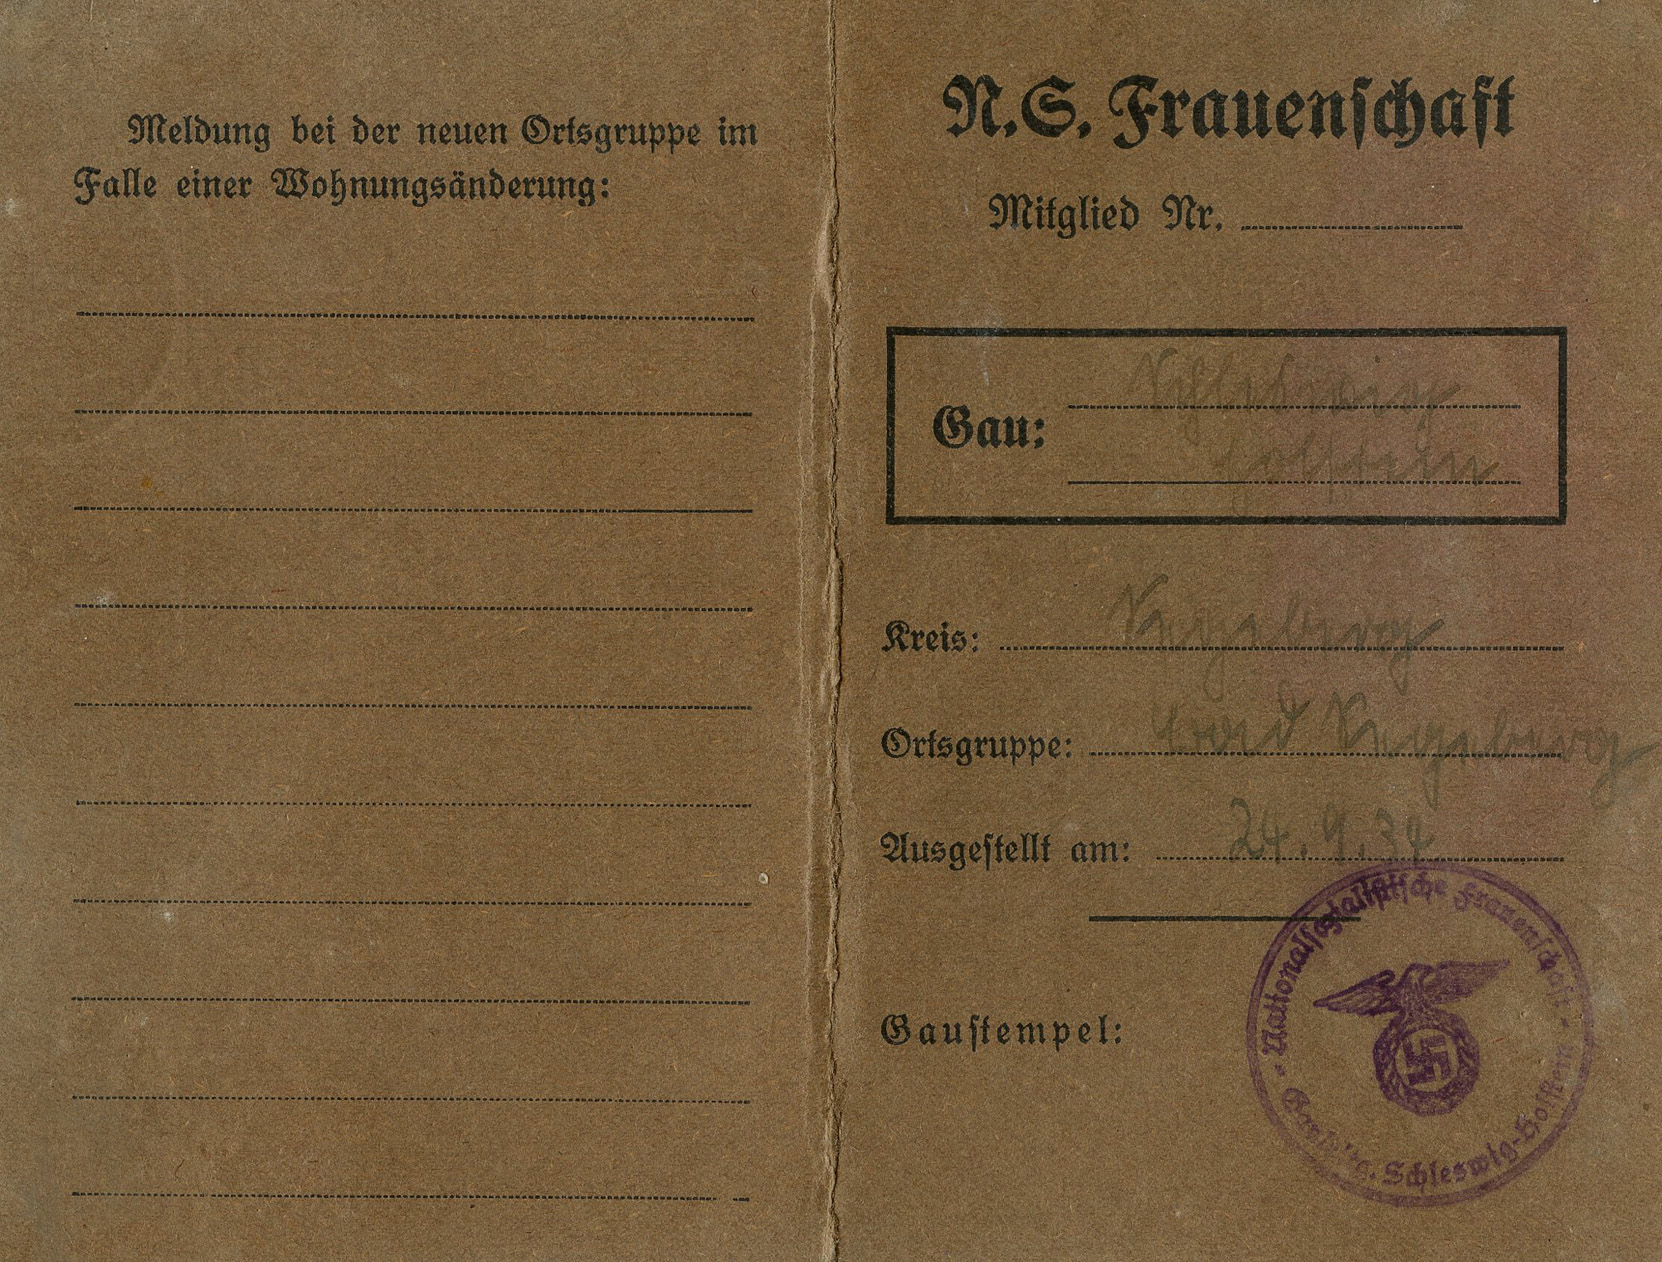 Meldung bei der neuen Ortsgruppe im
Falle einer Wohnungsänderung:
N.S. Frauenschaft
Mitglied Nr.
Gau: Schleswig
Holstein
Kreis: Segeberg
Ortsgruppe: Bad Segeberg
Ausgestellt am: 24.9.34
Gaustempel:
Nationalsozialistische Frauenschaft
Schleswig-Holstein